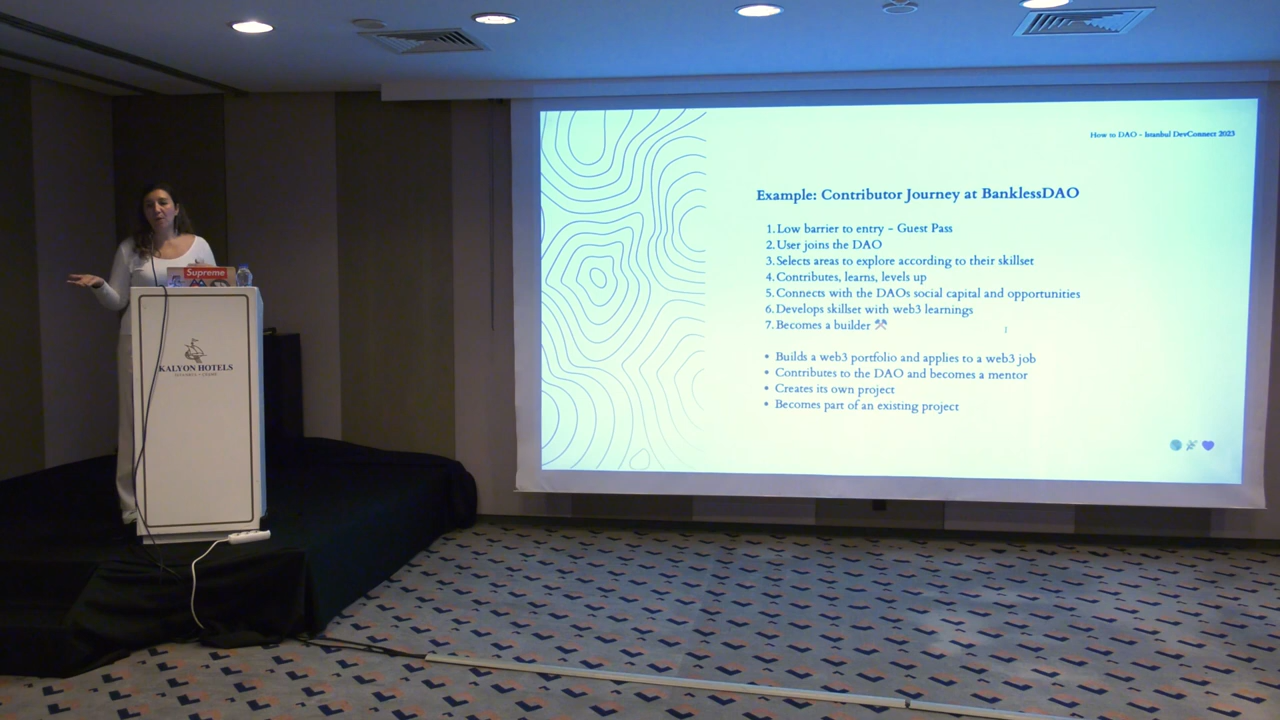 How to DAO - Istanbul DevConnect 2023
Example: Contributor Journey at BanklessDAO
1. Low barrier to entry - Guest Pass
2. User joins the DAO
3. Selects areas to explore according to their skillset
4. Contributes, learns, levels up
5. Connects with the DAOs social capital and opportunities
6. Develops skillset with web3 learnings
7. Becomes a builder ⚒
• Builds a web3 portfolio and applies to a web3 job
• Contributes to the DAO and becomes a mentor
• Creates its own project
• Becomes part of an existing project
Supreme
KALYON HOTELS